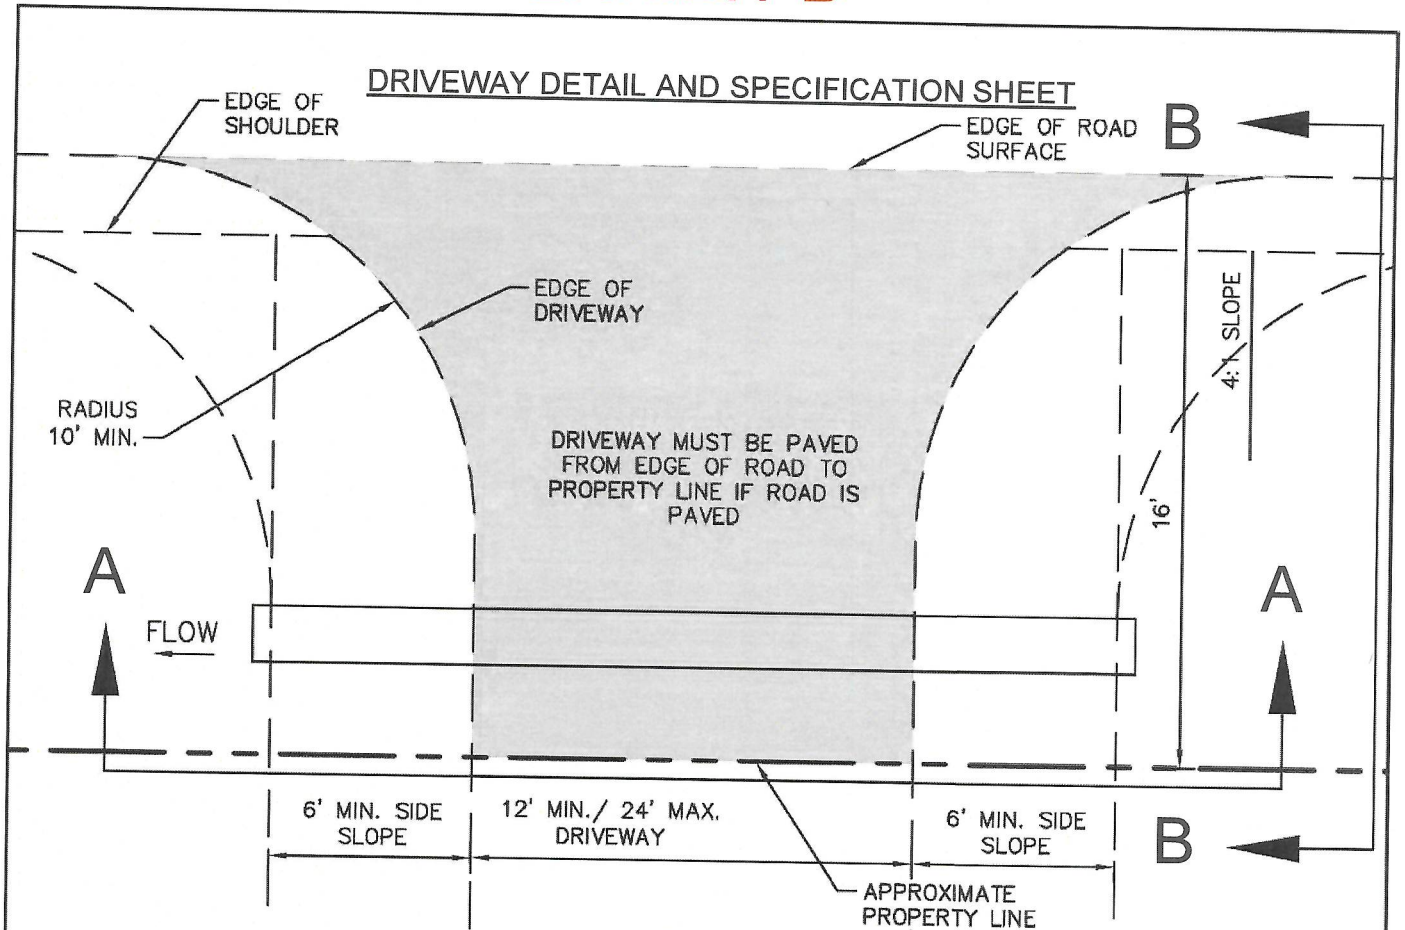 DRIVEWAY DETAIL AND SPECIFICATION SHEET
EDGE OF
SHOULDER
EDGE OF ROAD
SURFACE
B
EDGE OF
DRIVEWAY
4:1 SLOPE
RADIUS
10' MIN.
DRIVEWAY MUST BE PAVED
FROM EDGE OF ROAD TO
PROPERTY LINE IF ROAD IS
PAVED
16'
A
A
FLOW
6' MIN. SIDE
SLOPE
12' MIN./ 24' MAX.
DRIVEWAY
6' MIN. SIDE
SLOPE
B
APPROXIMATE
PROPERTY LINE